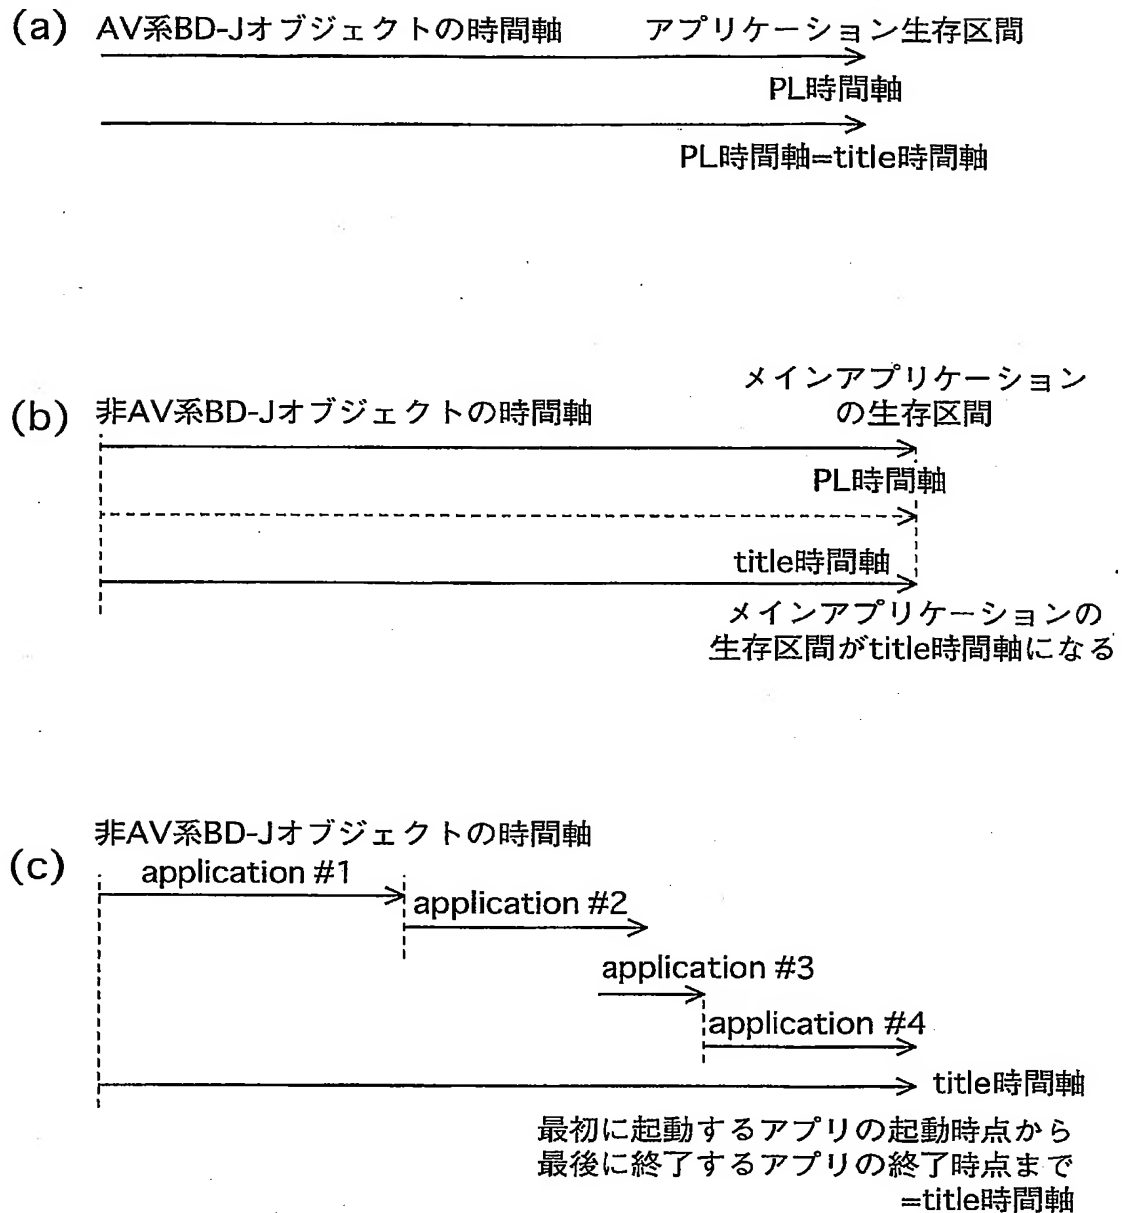 (a) AV系BD-Jオブジェクトの時間軸 アプリケーション生存区間
PL時間軸
PL時間軸=title時間軸
メインアプリケーション
(b) 非AV系BD-Jオブジェクトの時間軸 の生存区間
PL時間軸
title時間軸
メインアプリケーションの
生存区間がtitle時間軸になる
非AV系BD-Jオブジェクトの時間軸
(c) application #1
application #2
application #3
application #4
title時間軸
最初に起動するアプリの起動時点から
最後に終了するアプリの終了時点まで
=title時間軸